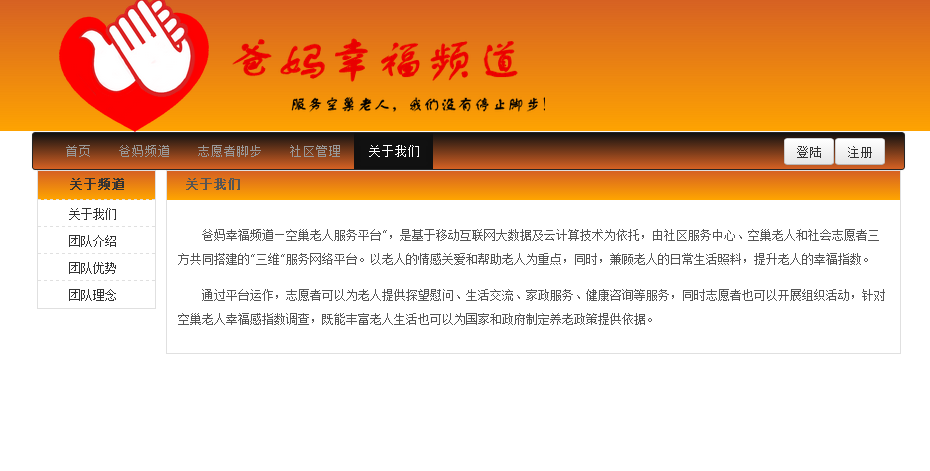 爸妈幸福频道
服务空巢老人，我们没有停止脚步！
首页 爸妈频道 志愿者脚步 社区管理 关于我们 登陆 注册
关于频道
关于我们
团队介绍
团队优势
团队理念
关于我们
爸妈幸福频道—空巢老人服务平台“，是基于移动互联网大数据及云计算技术为依托，由社区服务中心、空巢老人和社会志愿者三
方共同搭建的“三维”服务网络平台。以老人的情感关爱和帮助老人为重点，同时，兼顾老人的日常生活照料，提升老人的幸福指数。
通过平台运作，志愿者可以为老人提供探望慰问、生活交流、家政服务、健康咨询等服务，同时志愿者也可以开展组织活动，针对
空巢老人幸福感指数调查，既能丰富老人生活也可以为国家和政府制定养老政策提供依据。